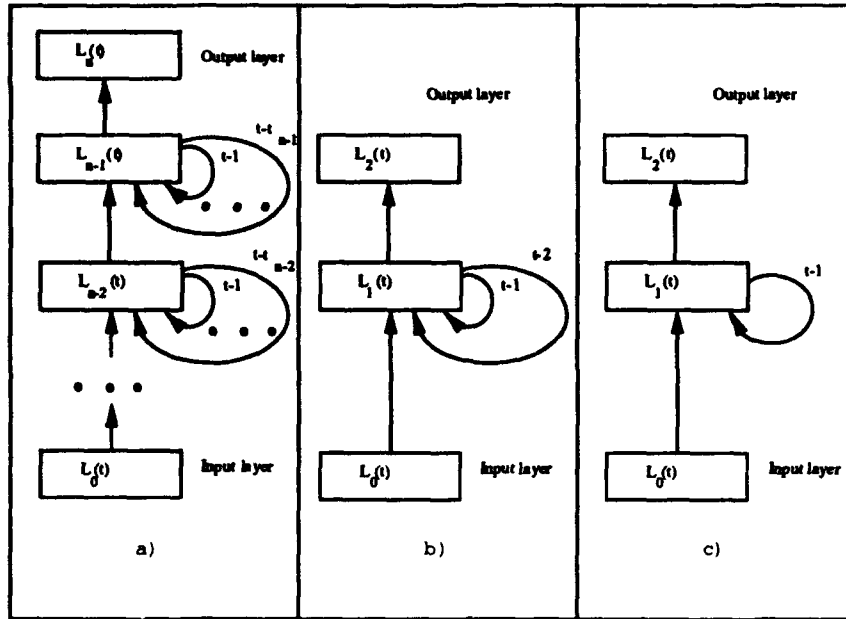 L_n(t) Output layer
t-t_n-1
L_n-1(t) t-1
t-t_n-2
L_n-2(t) t-1
L_0(t) Input layer
a)
Output layer
L_2(t)
t-2
L_1(t) t-1
L_0(t) Input layer
b)
Output layer
L_2(t)
t-1
L_1(t)
L_0(t) Input layer
c)